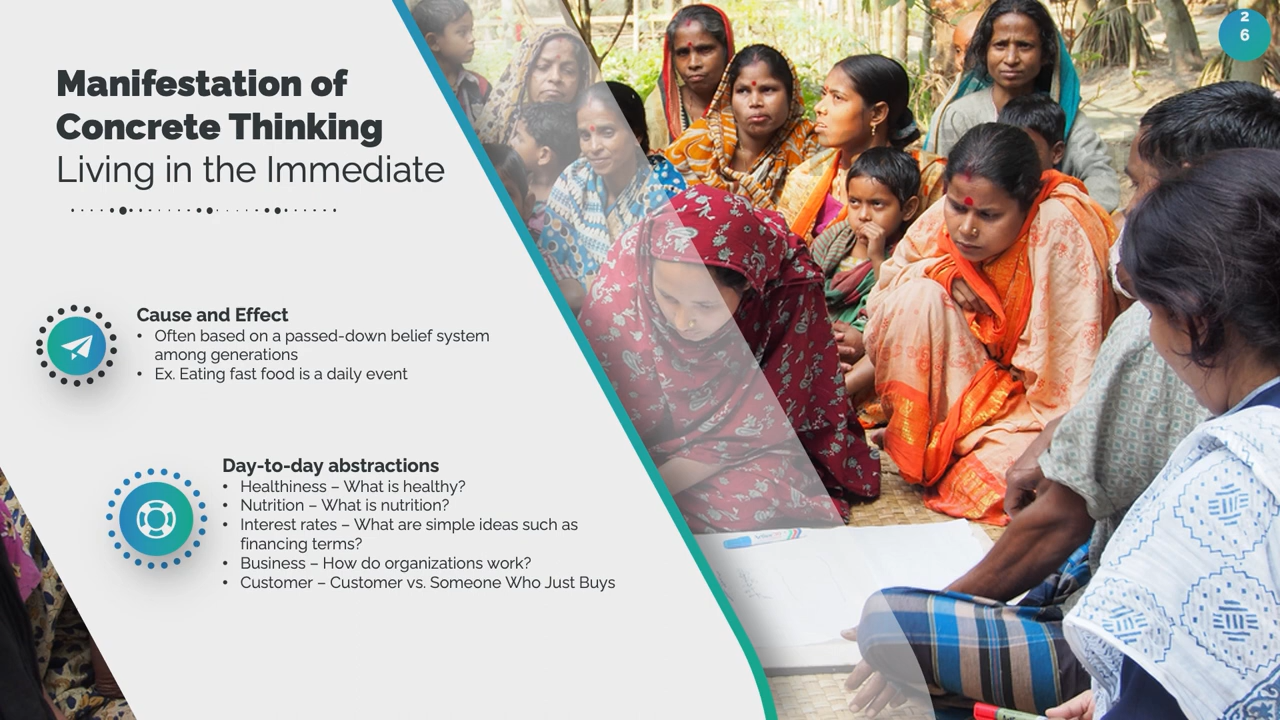 2
6
Manifestation of
Concrete Thinking
Living in the Immediate
Cause and Effect
• Often based on a passed-down belief system
among generations
• Ex. Eating fast food is a daily event
Day-to-day abstractions
• Healthiness – What is healthy?
• Nutrition – What is nutrition?
• Interest rates – What are simple ideas such as
financing terms?
• Business – How do organizations work?
• Customer – Customer vs. Someone Who Just Buys